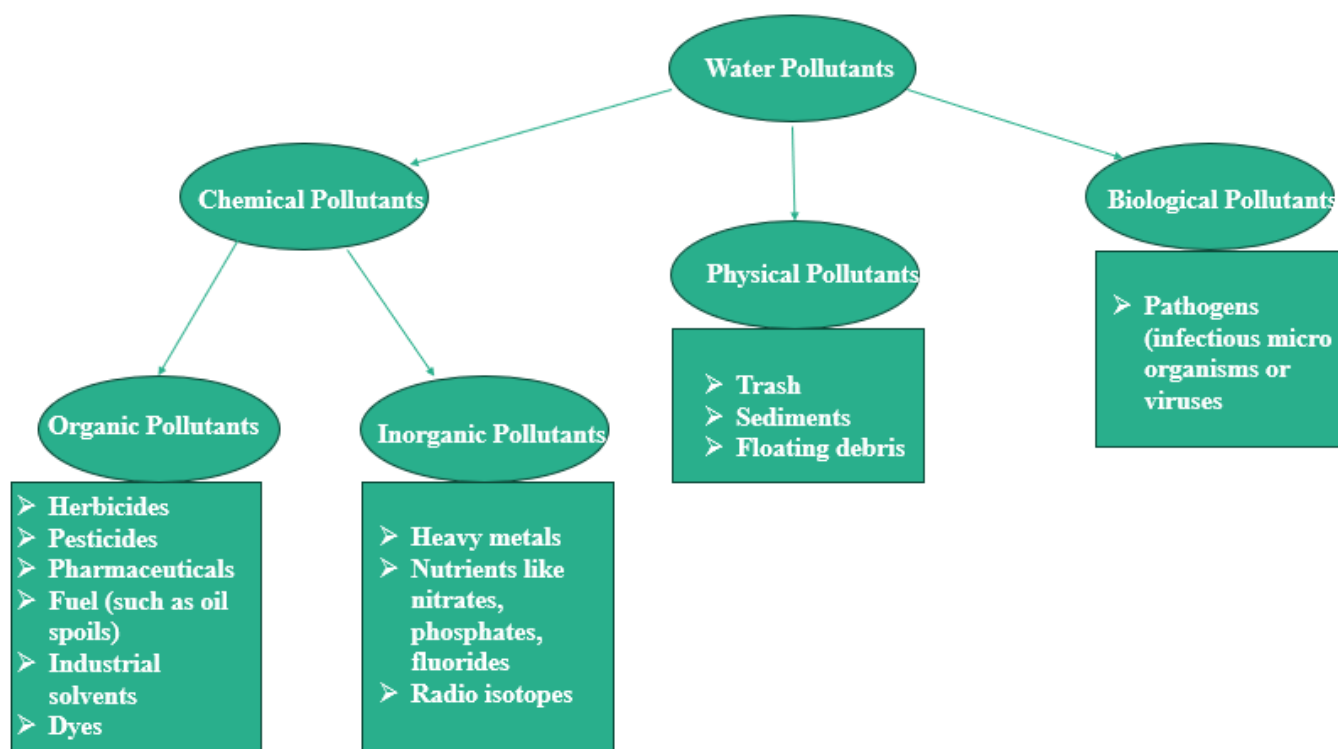 Water Pollutants
Chemical Pollutants
Biological Pollutants
Physical Pollutants
➢ Pathogens
(infectious micro
organisms or
viruses
➢ Trash
➢ Sediments
➢ Floating debris
Organic Pollutants
Inorganic Pollutants
➢ Herbicides
➢ Pesticides
➢ Pharmaceuticals
➢ Fuel (such as oil
spoils)
➢ Industrial
solvents
➢ Dyes
➢ Heavy metals
➢ Nutrients like
nitrates,
phosphates,
fluorides
➢ Radio isotopes